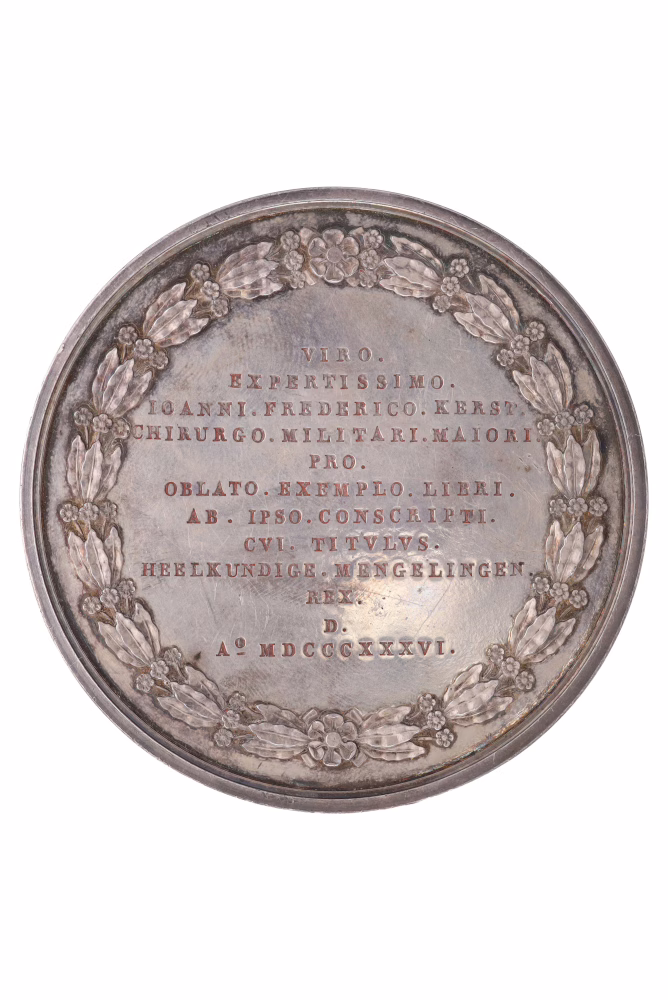 VIRO.
EXPERTISSIMO.
IOANNI. FREDERICO. KERST.
CHIRURGO. MILITARI. MAIORI.
PRO.
OBLATO. EXEMPLO. LIBRI.
AB. IPSO. CONSCRIPTI.
CVI. TITVLVS.
HEELKUNDIGE. MENGELINGEN.
REX.
D.
Aº MDCCCXXXVI.